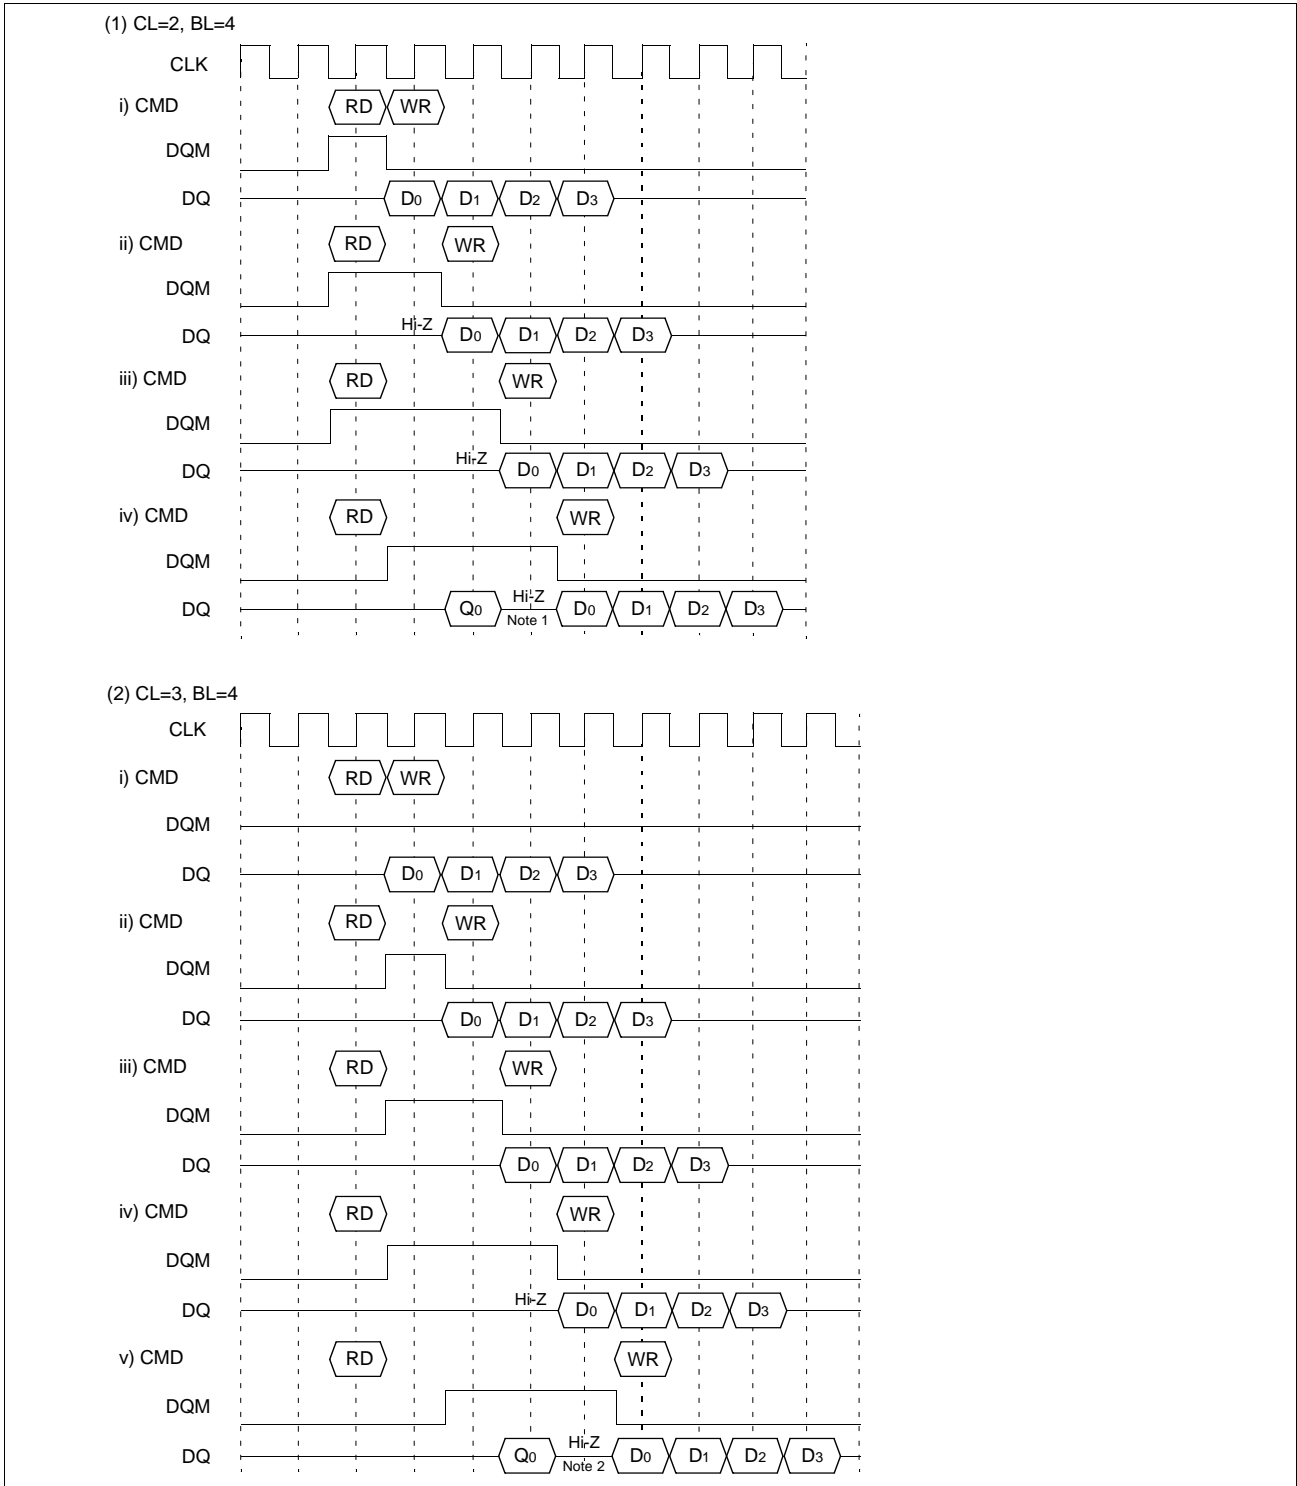 (1) CL=2, BL=4
CLK
i) CMD RD WR
DQM
DQ D0 D1 D2 D3
ii) CMD RD WR
DQM
DQ Hi-Z D0 D1 D2 D3
iii) CMD RD WR
DQM
DQ Hi-Z D0 D1 D2 D3
iv) CMD RD WR
DQM
DQ Q0 Hi-Z D0 D1 D2 D3
Note 1
(2) CL=3, BL=4
CLK
i) CMD RD WR
DQM
DQ D0 D1 D2 D3
ii) CMD RD WR
DQM
DQ D0 D1 D2 D3
iii) CMD RD WR
DQM
DQ D0 D1 D2 D3
iv) CMD RD WR
DQM
DQ Hi-Z D0 D1 D2 D3
v) CMD RD WR
DQM
DQ Q0 Hi-Z D0 D1 D2 D3
Note 2